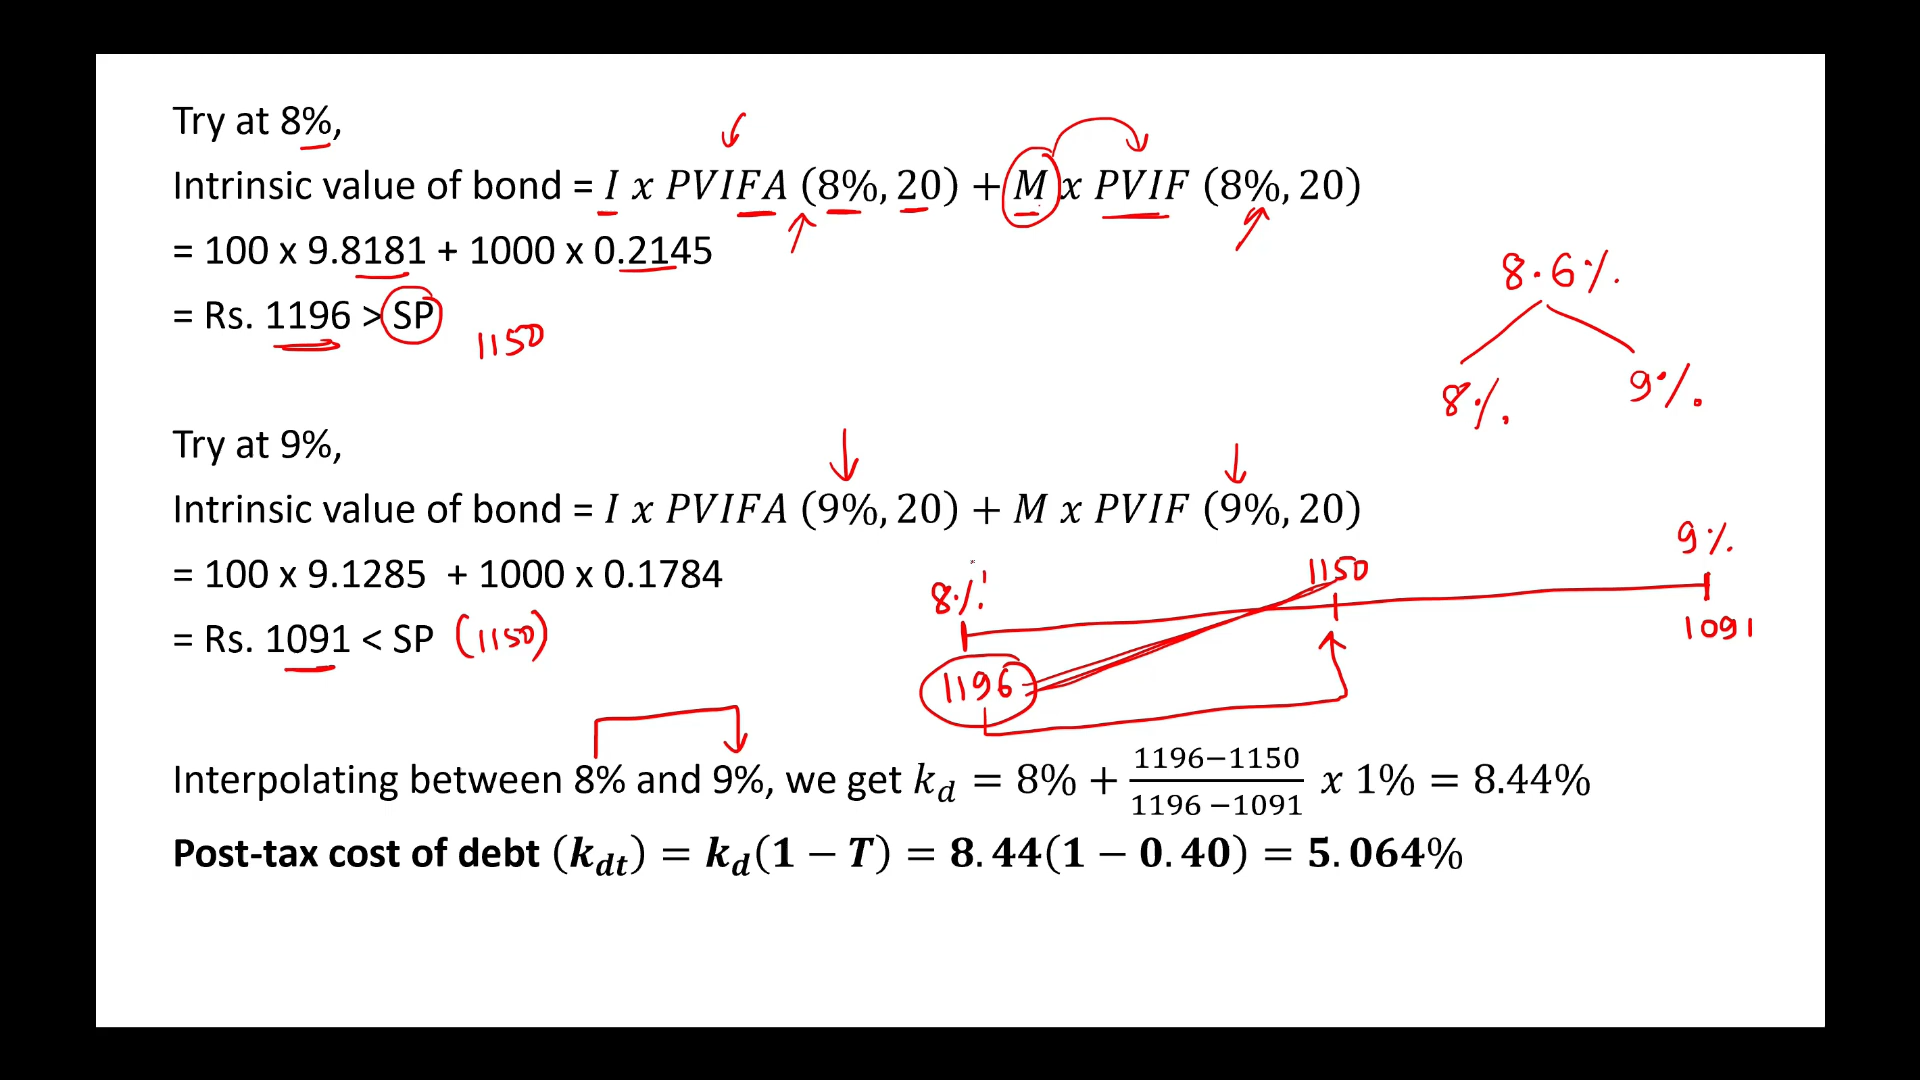 Try at 8%,
Intrinsic value of bond = I x PVIFA (8%, 20) + M x PVIF (8%, 20)
= 100 x 9.8181 + 1000 x 0.2145
8.6%
= Rs. 1196 > SP 1150
8% 9%
Try at 9%,
Intrinsic value of bond = I x PVIFA (9%, 20) + M x PVIF (9%, 20)
9%
= 100 x 9.1285 + 1000 x 0.1784
8% 1150
1091
= Rs. 1091 < SP (1150)
1196
Interpolating between 8% and 9%, we get k_d = 8% + (1196−1150)/(1196 −1091) x 1% = 8.44%
Post-tax cost of debt (k_dt) = k_d(1 − T) = 8.44(1 − 0.40) = 5.064%